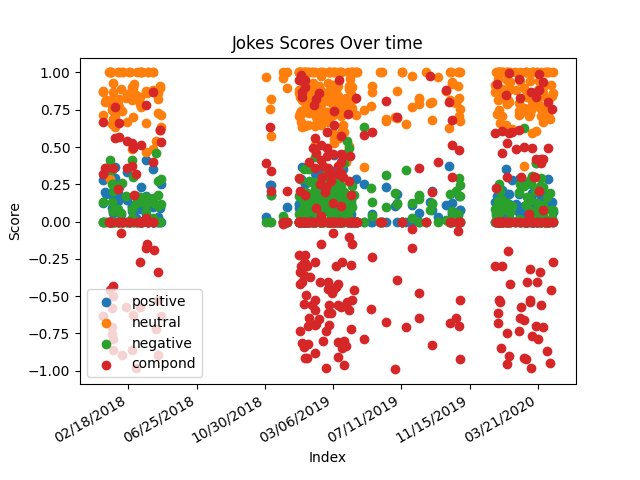 Jokes Scores Over time
Score
1.00
0.75
0.50
0.25
0.00
−0.25
−0.50
−0.75
−1.00
positive
neutral
negative
compond
02/18/2018
06/25/2018
10/30/2018
03/06/2019
07/11/2019
11/15/2019
03/21/2020
Index